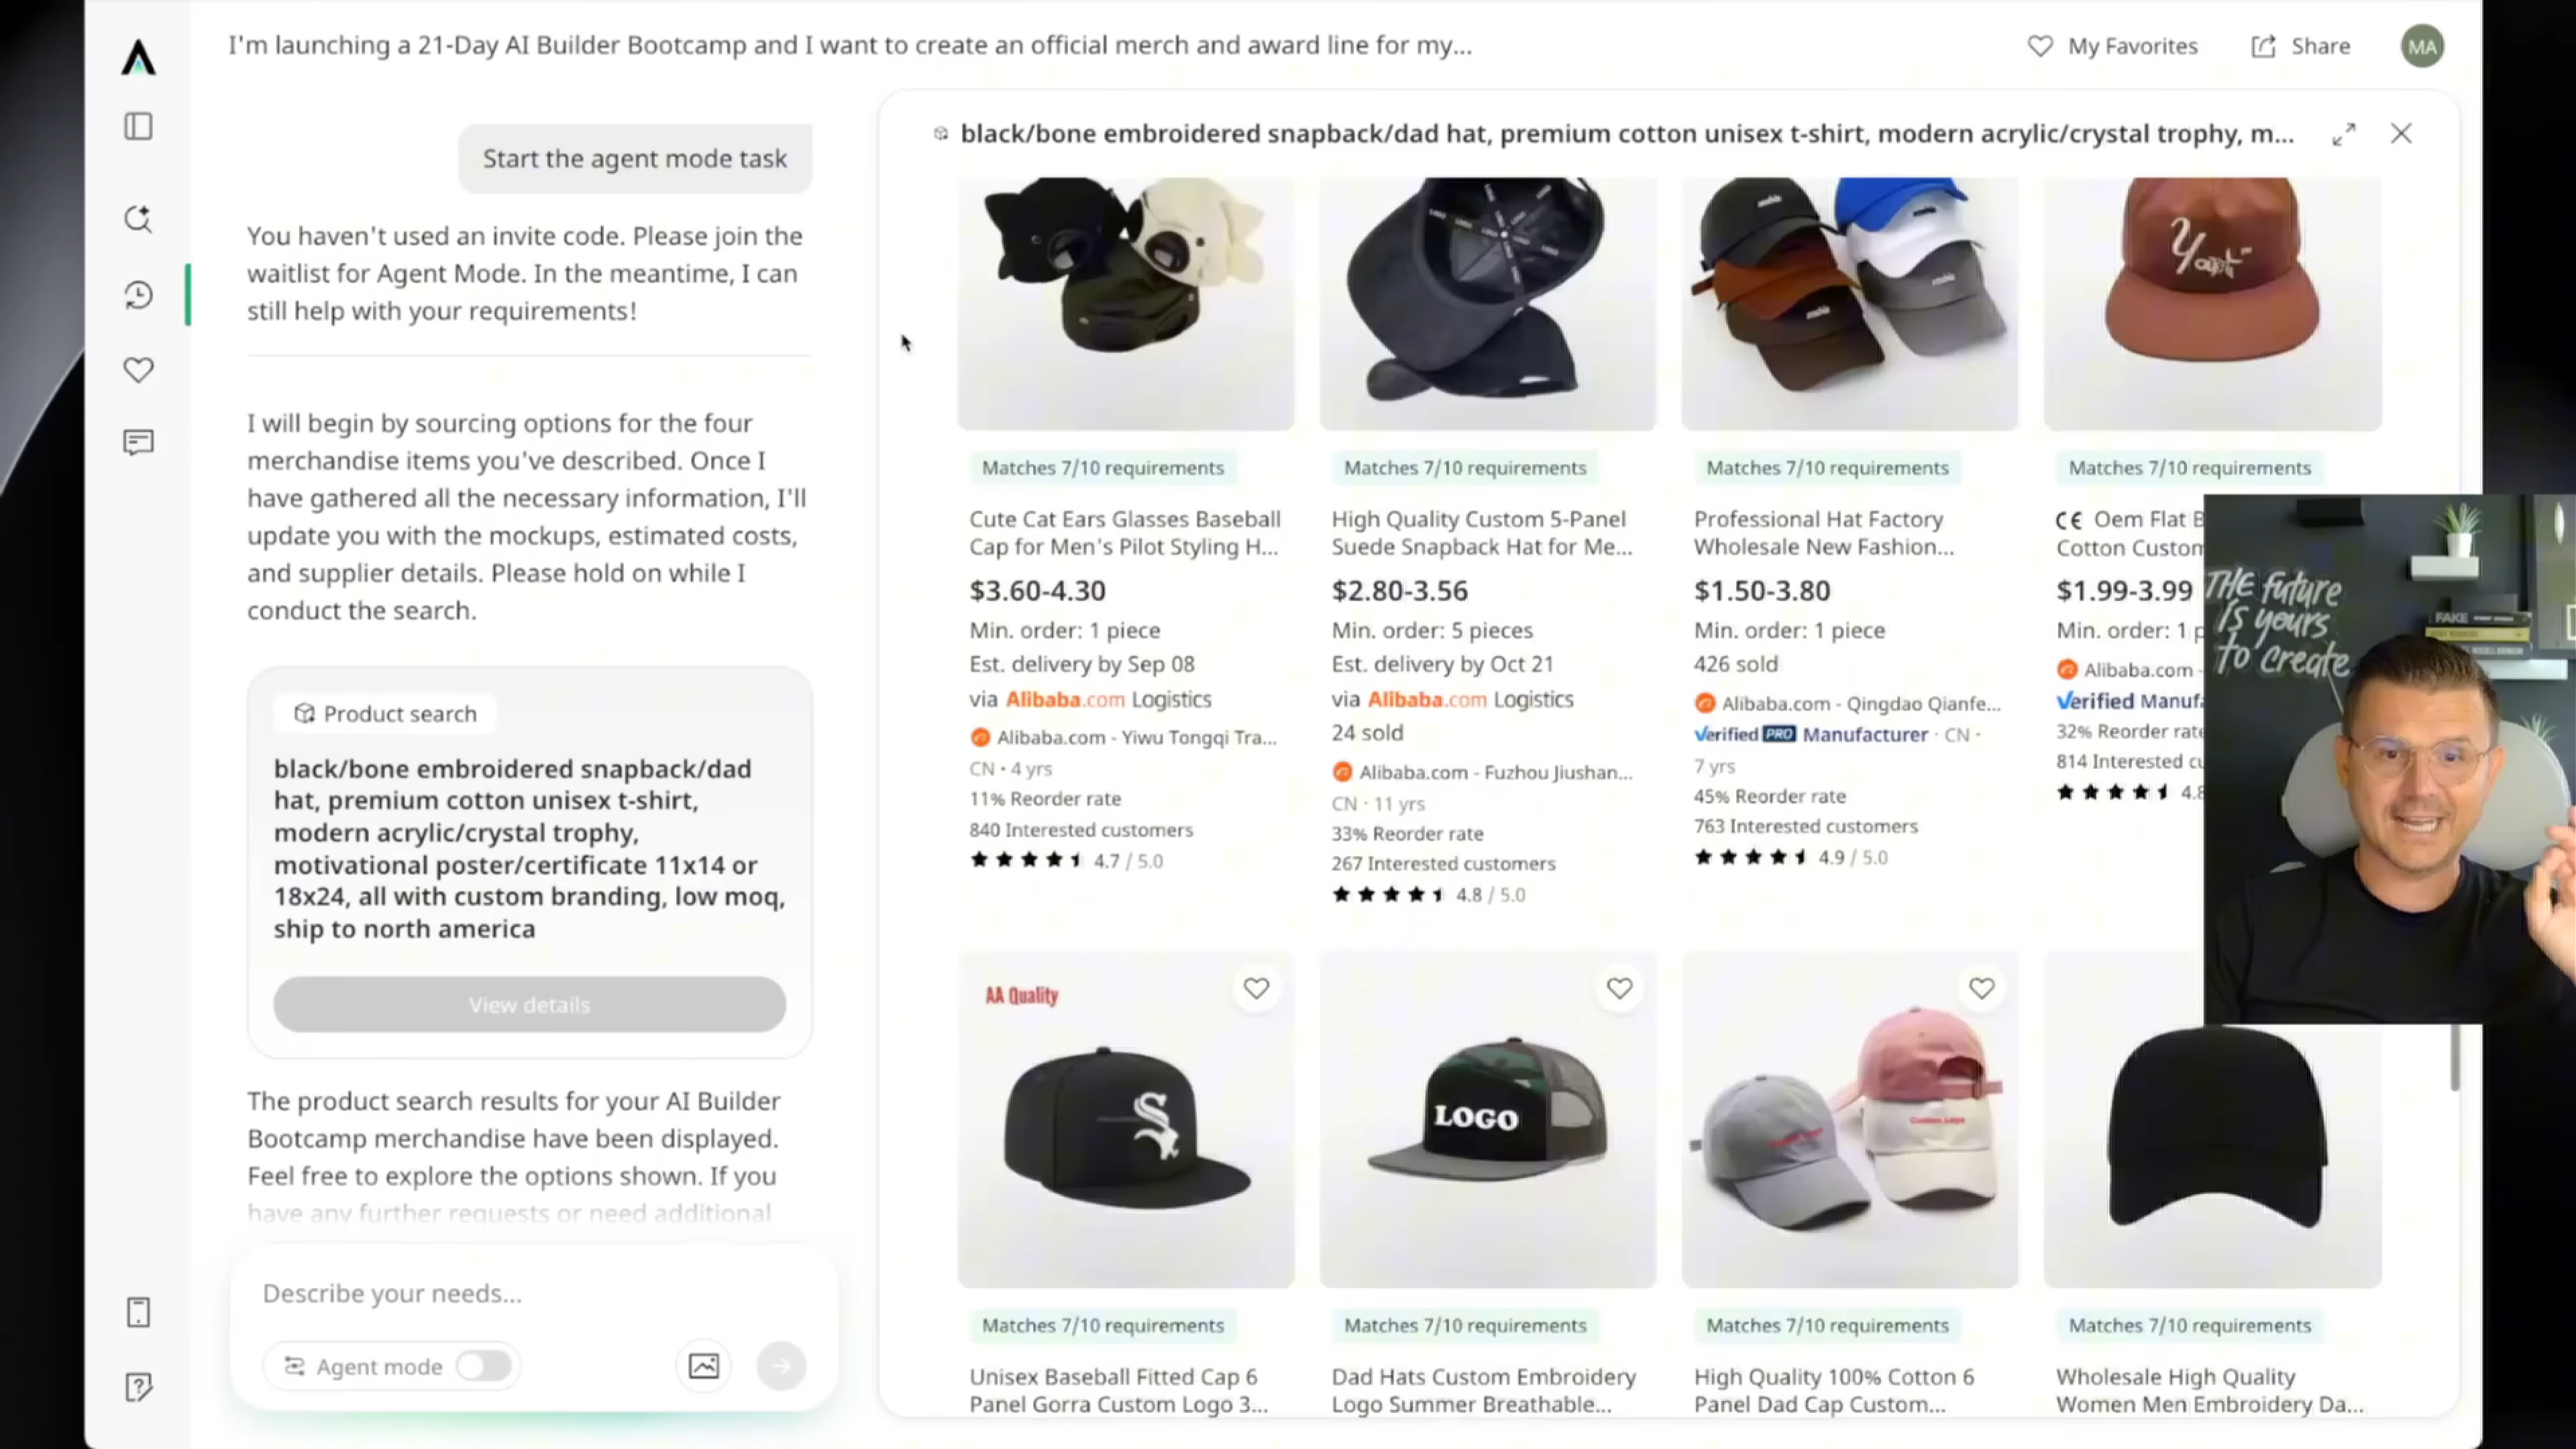 I'm launching a 21-Day AI Builder Bootcamp and I want to create an official merch and award line for my...
My Favorites
Share
MA
Start the agent mode task
You haven't used an invite code. Please join the
waitlist for Agent Mode. In the meantime, I can
still help with your requirements!
I will begin by sourcing options for the four
merchandise items you've described. Once I
have gathered all the necessary information, I'll
update you with the mockups, estimated costs,
and supplier details. Please hold on while I
conduct the search.
Product search
black/bone embroidered snapback/dad
hat, premium cotton unisex t-shirt,
modern acrylic/crystal trophy,
motivational poster/certificate 11x14 or
18x24, all with custom branding, low moq,
ship to north america
View details
The product search results for your AI Builder
Bootcamp merchandise have been displayed.
Feel free to explore the options shown. If you
have any further requests or need additional
Describe your needs...
Agent mode
black/bone embroidered snapback/dad hat, premium cotton unisex t-shirt, modern acrylic/crystal trophy, m...
Matches 7/10 requirements
Cute Cat Ears Glasses Baseball
Cap for Men's Pilot Styling H...
$3.60-4.30
Min. order: 1 piece
Est. delivery by Sep 08
via Alibaba.com Logistics
Alibaba.com - Yiwu Tongqi Tra...
CN • 4 yrs
11% Reorder rate
840 Interested customers
4.7 / 5.0
Matches 7/10 requirements
High Quality Custom 5-Panel
Suede Snapback Hat for Me...
$2.80-3.56
Min. order: 5 pieces
Est. delivery by Oct 21
via Alibaba.com Logistics
24 sold
Alibaba.com - Fuzhou Jiushan...
CN · 11 yrs
33% Reorder rate
267 Interested customers
4.8 / 5.0
Matches 7/10 requirements
Professional Hat Factory
Wholesale New Fashion...
$1.50-3.80
Min. order: 1 piece
426 sold
Alibaba.com - Qingdao Qianfe...
Verified PRO Manufacturer · CN ·
7 yrs
45% Reorder rate
763 Interested customers
4.9 / 5.0
Matches 7/10 requirements
CE Oem Flat B
Cotton Custom
$1.99-3.99
Min. order: 1 p
Alibaba.com -
Verified Manufa
32% Reorder rate
814 Interested cu
4.8
THE future
is yours
to create
FAKE
AA Quality
LOGO
Custom Logo
Matches 7/10 requirements
Unisex Baseball Fitted Cap 6
Panel Gorra Custom Logo 3...
Matches 7/10 requirements
Dad Hats Custom Embroidery
Logo Summer Breathable...
Matches 7/10 requirements
High Quality 100% Cotton 6
Panel Dad Cap Custom...
Matches 7/10 requirements
Wholesale High Quality
Women Men Embroidery Da...